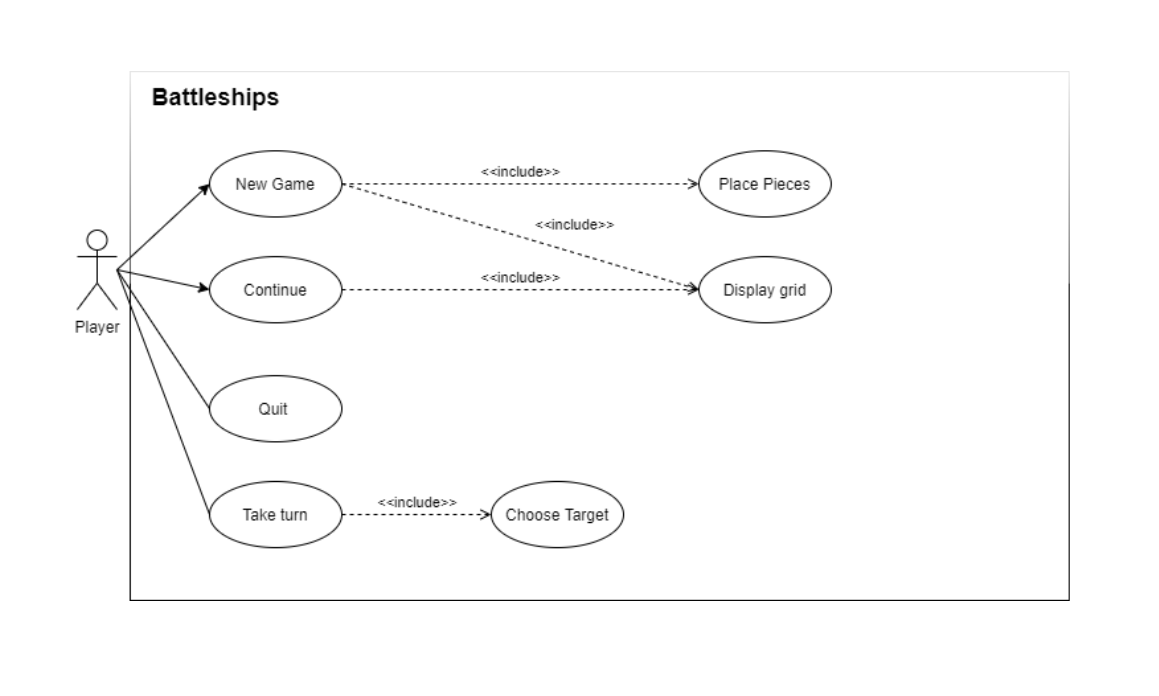 Battleships
New Game
<<include>>
Place Pieces
<<include>>
Continue
<<include>>
Display grid
Player
Quit
Take turn
<<include>>
Choose Target